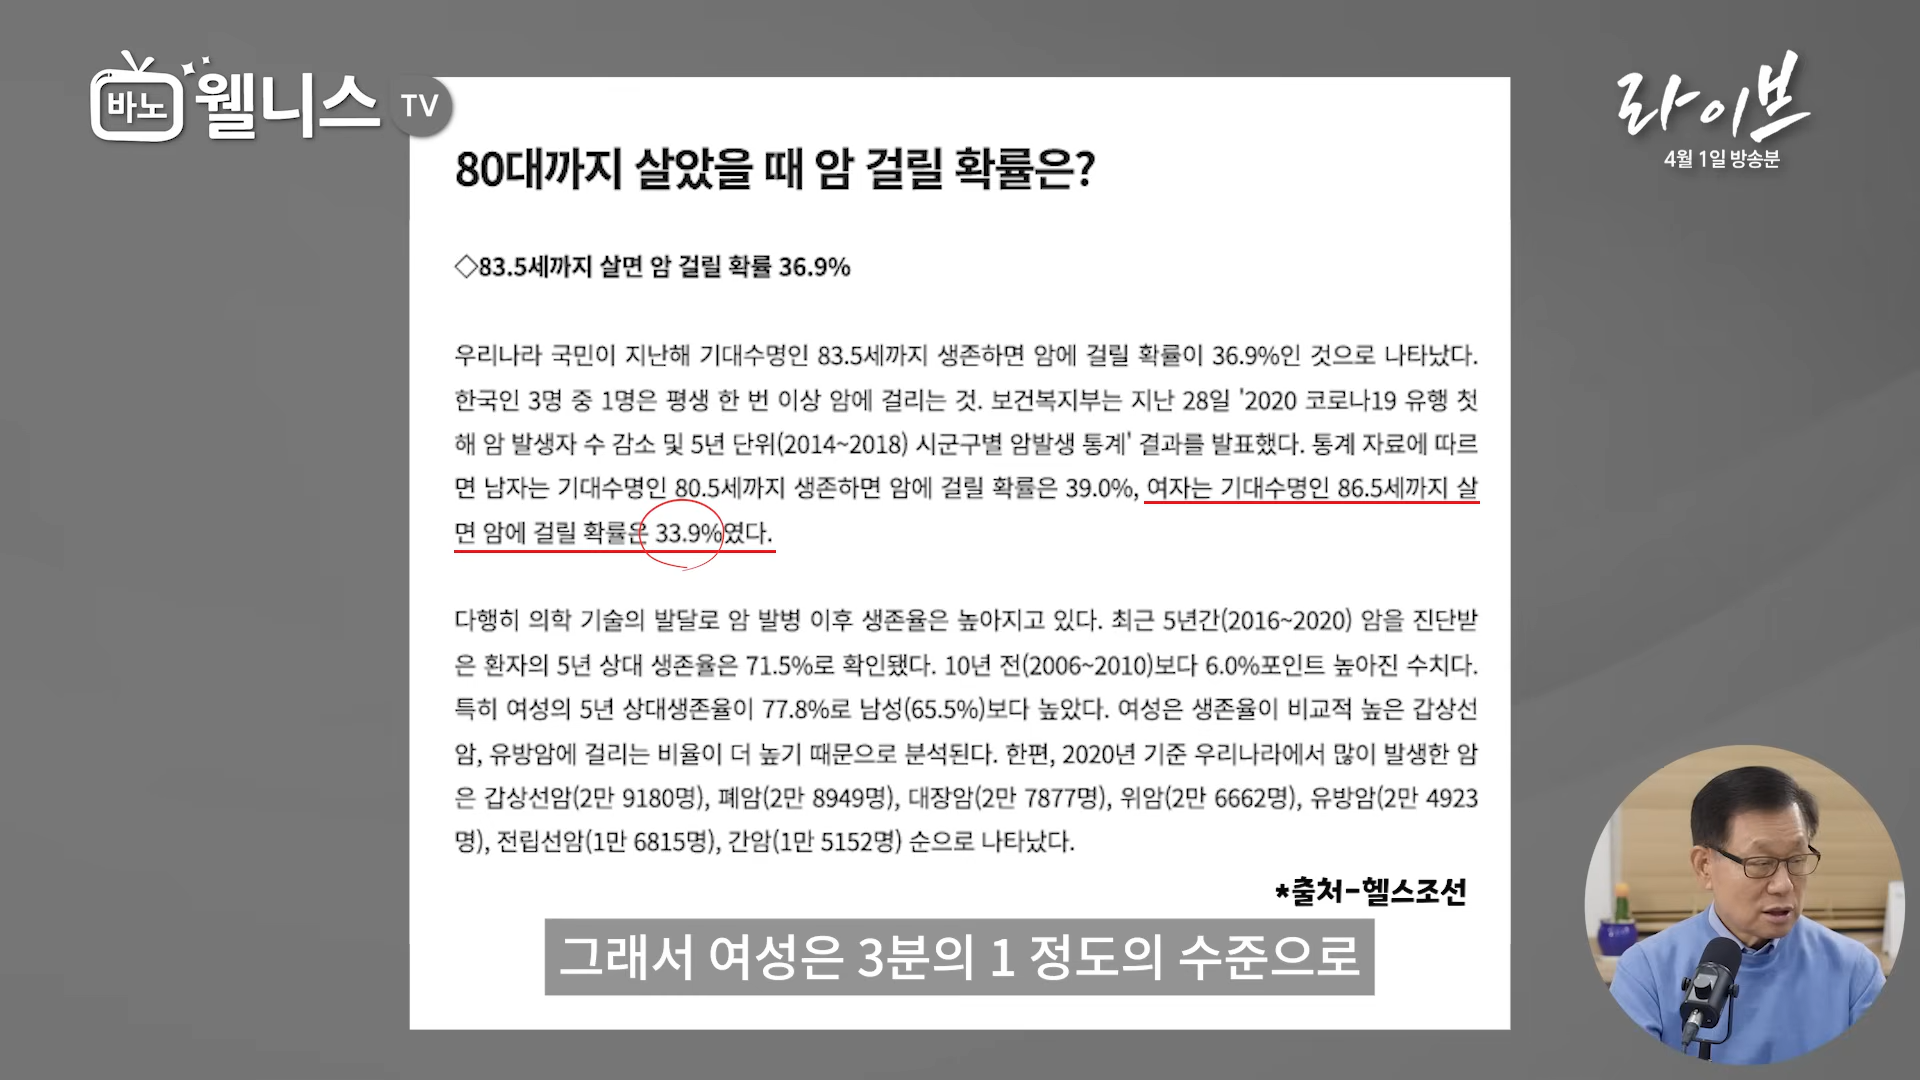 바노 웰니스 TV
라이브
4월 1일 방송분
80대까지 살았을 때 암 걸릴 확률은?
◇83.5세까지 살면 암 걸릴 확률 36.9%
우리나라 국민이 지난해 기대수명인 83.5세까지 생존하면 암에 걸릴 확률이 36.9%인 것으로 나타났다.
한국인 3명 중 1명은 평생 한 번 이상 암에 걸리는 것. 보건복지부는 지난 28일 '2020 코로나19 유행 첫
해 암 발생자 수 감소 및 5년 단위(2014~2018) 시군구별 암발생 통계' 결과를 발표했다. 통계 자료에 따르
면 남자는 기대수명인 80.5세까지 생존하면 암에 걸릴 확률은 39.0%, 여자는 기대수명인 86.5세까지 살
면 암에 걸릴 확률은 33.9%였다.
다행히 의학 기술의 발달로 암 발병 이후 생존율은 높아지고 있다. 최근 5년간(2016~2020) 암을 진단받
은 환자의 5년 상대 생존율은 71.5%로 확인됐다. 10년 전(2006~2010)보다 6.0%포인트 높아진 수치다.
특히 여성의 5년 상대생존율이 77.8%로 남성(65.5%)보다 높았다. 여성은 생존율이 비교적 높은 갑상선
암, 유방암에 걸리는 비율이 더 높기 때문으로 분석된다. 한편, 2020년 기준 우리나라에서 많이 발생한 암
은 갑상선암(2만 9180명), 폐암(2만 8949명), 대장암(2만 7877명), 위암(2만 6662명), 유방암(2만 4923
명), 전립선암(1만 6815명), 간암(1만 5152명) 순으로 나타났다.
*출처-헬스조선
그래서 여성은 3분의 1 정도의 수준으로